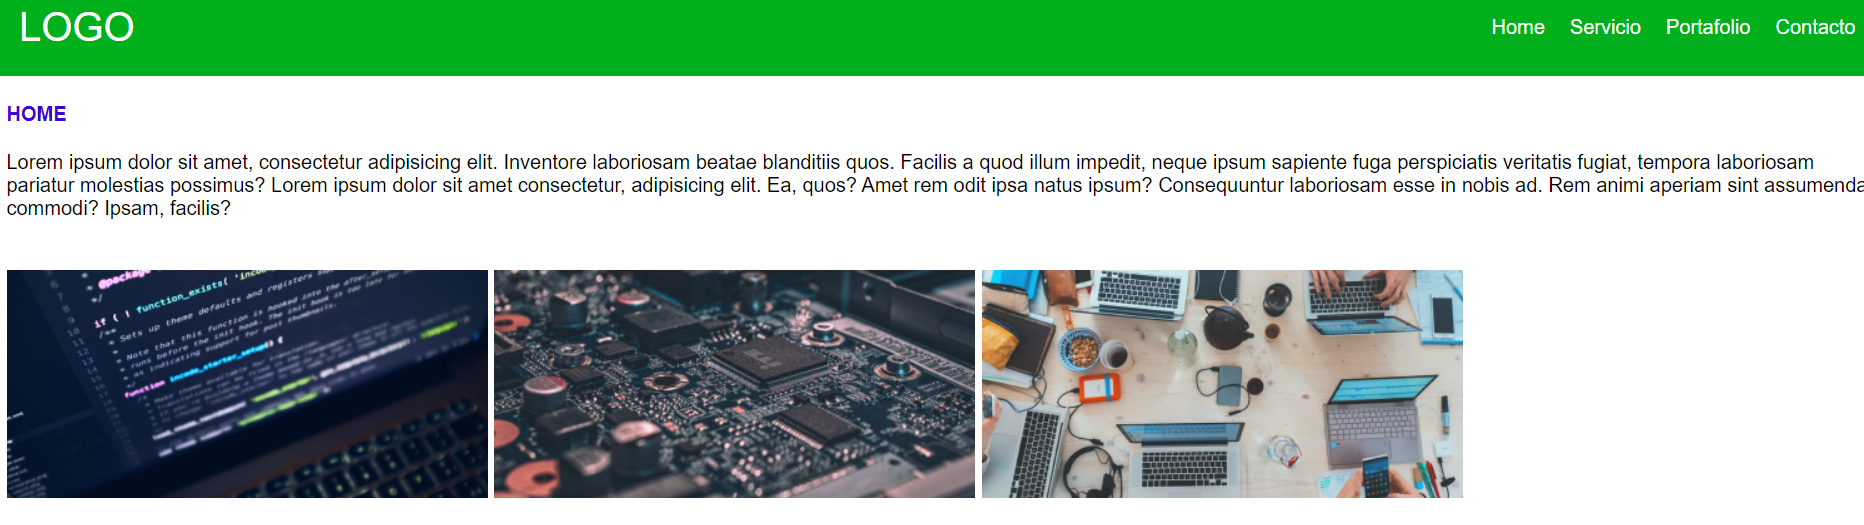 LOGO
Home Servicio Portafolio Contacto
HOME
Lorem ipsum dolor sit amet, consectetur adipisicing elit. Inventore laboriosam beatae blanditiis quos. Facilis a quod illum impedit, neque ipsum sapiente fuga perspiciatis veritatis fugiat, tempora laboriosam
pariatur molestias possimus? Lorem ipsum dolor sit amet consectetur, adipisicing elit. Ea, quos? Amet rem odit ipsa natus ipsum? Consequuntur laboriosam esse in nobis ad. Rem animi aperiam sint assumenda
commodi? Ipsam, facilis?
* @package
*/
if ( ! function_exists(
/**
* Sets up theme defaults and registers
*
* Note that this function is hooked into the
* runs before the init hook. The init hook is too late for
* as indicating support for post thumbnails.
*/
function